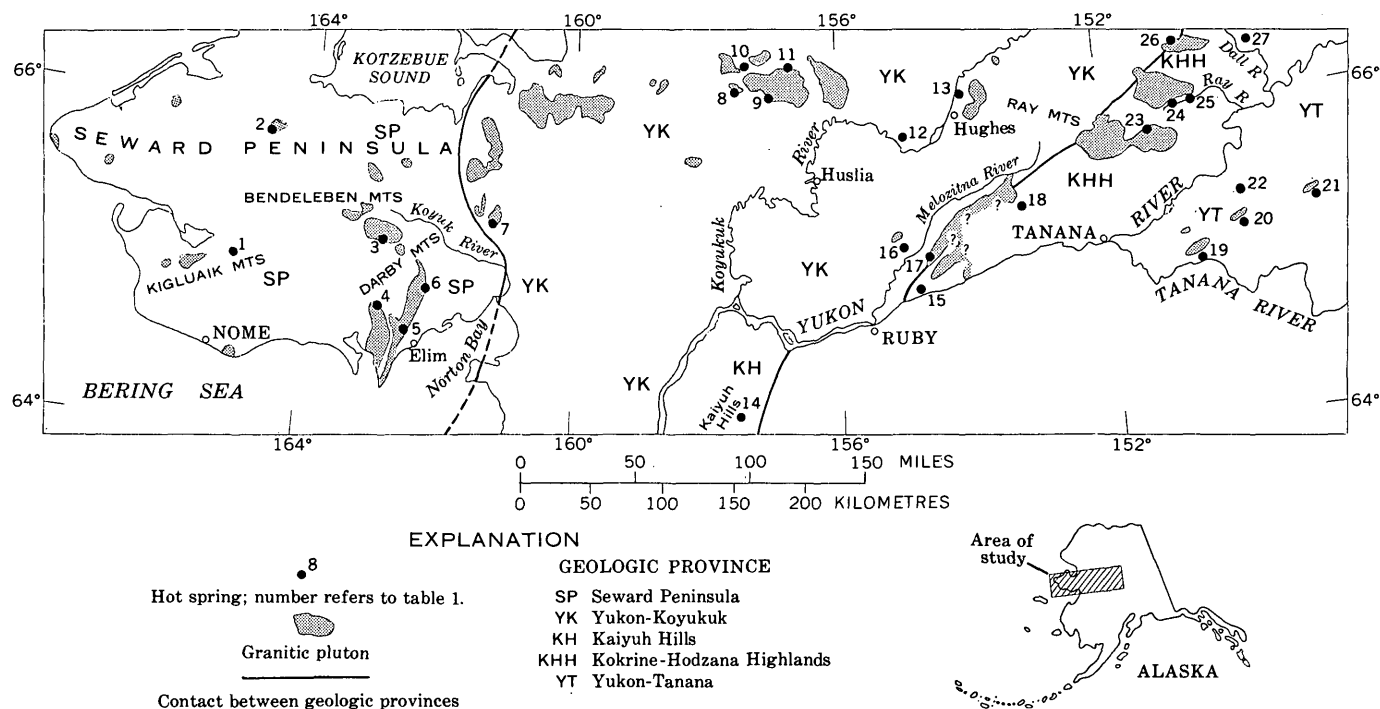 164° 160° 156° 152°
66°
66°
64°
64°
164° 160° 156° 152°
KOTZEBUE
SOUND
SEWARD PENINSULA
SP
2
BENDELEBEN MTS
Koyuk
River
1
KIGLUAIK MTS
SP
3
DARBY MTS
4
5
6
SP
7
YK
NOME
Elim
Norton Bay
BERING SEA
YK
8
9
10
11
YK
12
13
Hughes
River
Huslia
Koyukuk
YK
YK
KH
Kaiyuh
Hills
14
YUKON
RUBY
15
16
17
18
Melozitna River
? ? ? ?
RAY MTS
YK
KHH
26
27
Dall R
KHH
Ray R
25
24
23
YT
RIVER
TANANA
22
21
YT
20
19
TANANA RIVER
0 50 100 150 MILES
0 50 100 150 200 KILOMETRES
EXPLANATION
8
Hot spring; number refers to table 1.
Granitic pluton
Contact between geologic provinces
GEOLOGIC PROVINCE
SP Seward Peninsula
YK Yukon-Koyukuk
KH Kaiyuh Hills
KHH Kokrine-Hodzana Highlands
YT Yukon-Tanana
Area of
study
ALASKA